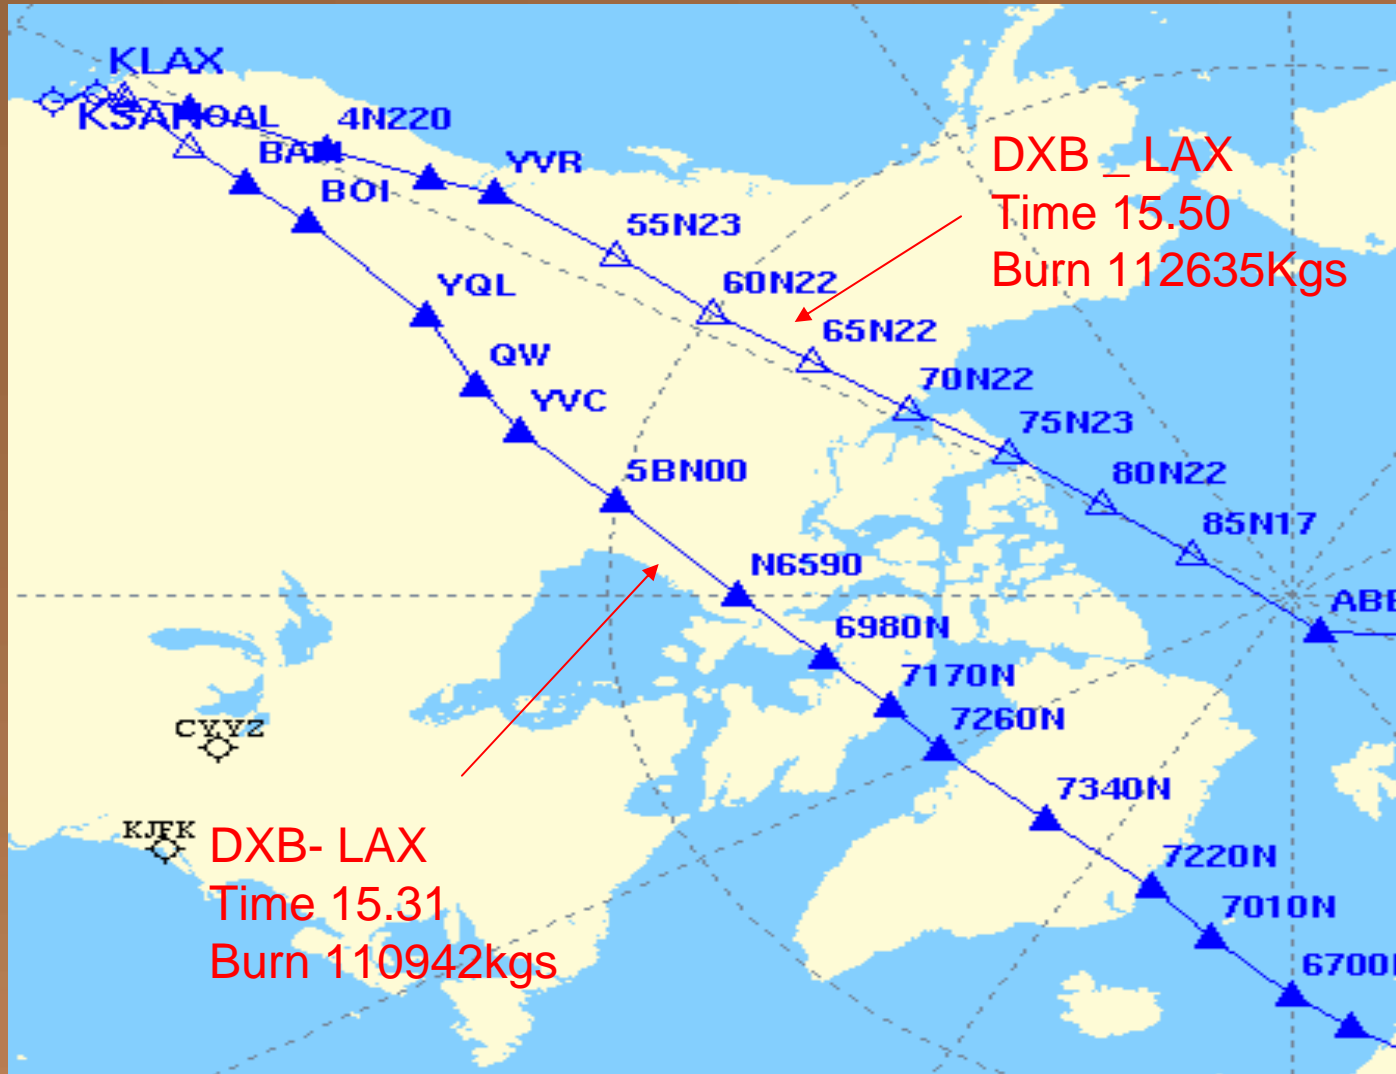 KLAX
KSAN
OAL
4N220
BAM
YVR
BOI
DXB _ LAX
Time 15.50
Burn 112635Kgs
55N23
60N22
YQL
65N22
QW
70N22
YVC
75N23
5BN00
80N22
85N17
N6590
ABE
6980N
7170N
7260N
CYYZ
7340N
KJFK
DXB- LAX
Time 15.31
Burn 110942kgs
7220N
7010N
6700N